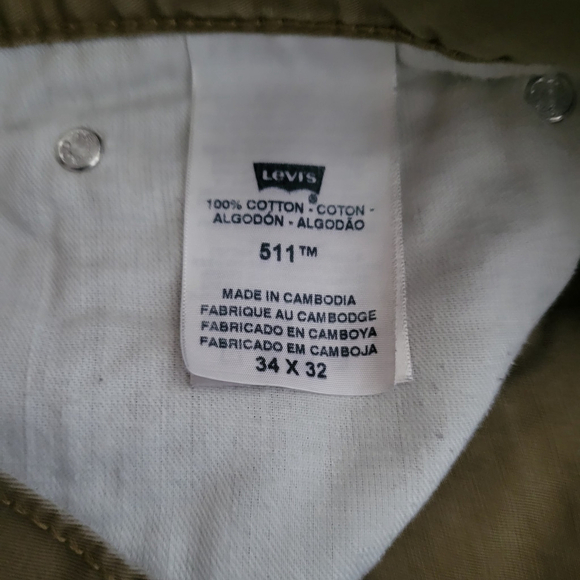 LEVI'S
®
100% COTTON - COTON -
ALGODÓN - ALGODÃO
511™
MADE IN CAMBODIA
FABRIQUE AU CAMBODGE
FABRICADO EN CAMBOYA
FABRICADO EM CAMBOJA
34 X 32